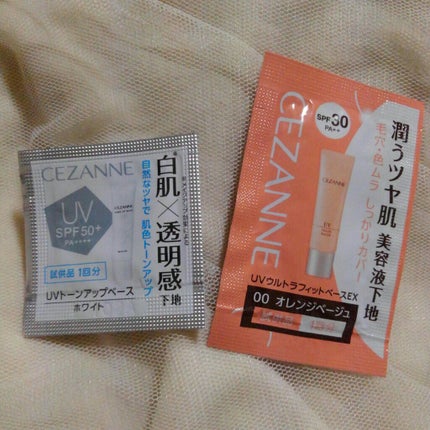 CEZANNE
UV
SPF50+
PA++++
試供品 1回分
UVトーンアップベース
ホワイト
白肌×透明感
下地
自然なツヤで 肌色トーンアップ
SPF30
PA++
CEZANNE
潤うツヤ肌 美容液下地
毛穴・色ムラ しっかりカバー
CEZANNE
UV
UVウルトラフィットベースEX
00 オレンジベージュ